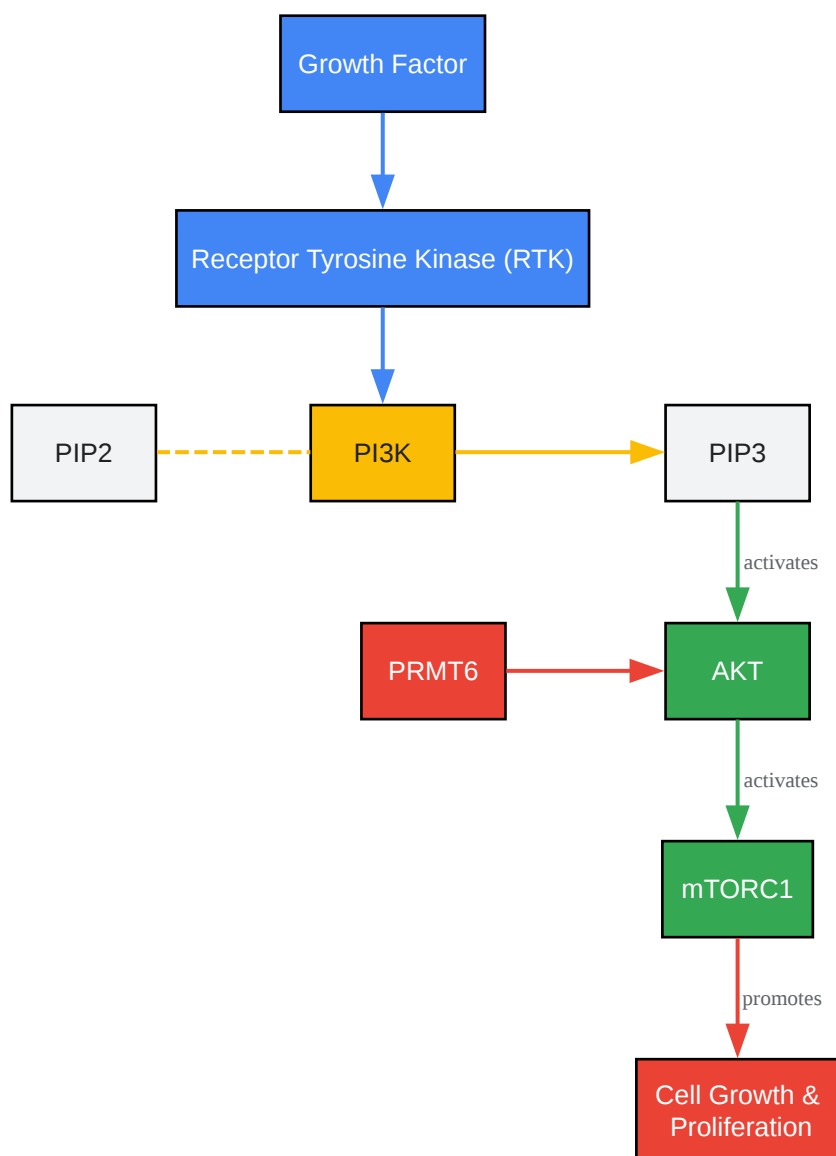 Growth Factor
Receptor Tyrosine Kinase (RTK)
PIP2
PI3K
PIP3
activates
PRMT6
AKT
activates
mTORC1
promotes
Cell Growth &
Proliferation